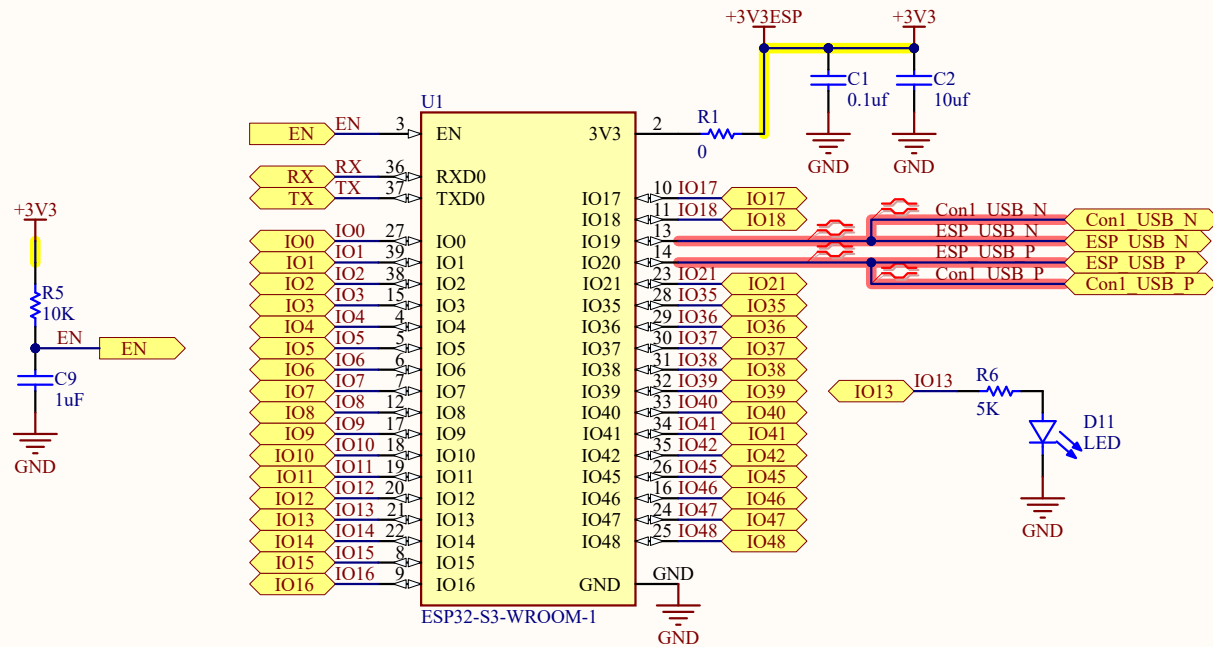 +3V3ESP
+3V3
C1
0.1uf
C2
10uf
GND
GND
U1
R1
0
EN EN 3 EN
3V3 2
RX RX 36 RXD0
TX TX 37 TXD0
IO0 IO0 27 IO0
IO1 IO1 39 IO1
IO2 IO2 38 IO2
IO3 IO3 15 IO3
IO4 IO4 4 IO4
IO5 IO5 5 IO5
IO6 IO6 6 IO6
IO7 IO7 7 IO7
IO8 IO8 12 IO8
IO9 IO9 17 IO9
IO10 IO10 18 IO10
IO11 IO11 19 IO11
IO12 IO12 20 IO12
IO13 IO13 21 IO13
IO14 IO14 22 IO14
IO15 IO15 8 IO15
IO16 IO16 9 IO16
IO17 10 IO17 IO17
IO18 11 IO18 IO18
IO19 13
IO20 14
IO21 23 IO21 IO21
IO35 28 IO35 IO35
IO36 29 IO36 IO36
IO37 30 IO37 IO37
IO38 31 IO38 IO38
IO39 32 IO39 IO39
IO40 33 IO40 IO40
IO41 34 IO41 IO41
IO42 35 IO42 IO42
IO45 26 IO45 IO45
IO46 16 IO46 IO46
IO47 24 IO47 IO47
IO48 25 IO48 IO48
GND GND
GND
ESP32-S3-WROOM-1
Con1_USB_N Con1_USB_N
ESP_USB_N ESP_USB_N
ESP_USB_P ESP_USB_P
Con1_USB_P Con1_USB_P
+3V3
R5
10K
EN EN
C9
1uF
GND
IO13 IO13
R6
5K
D11
LED
GND